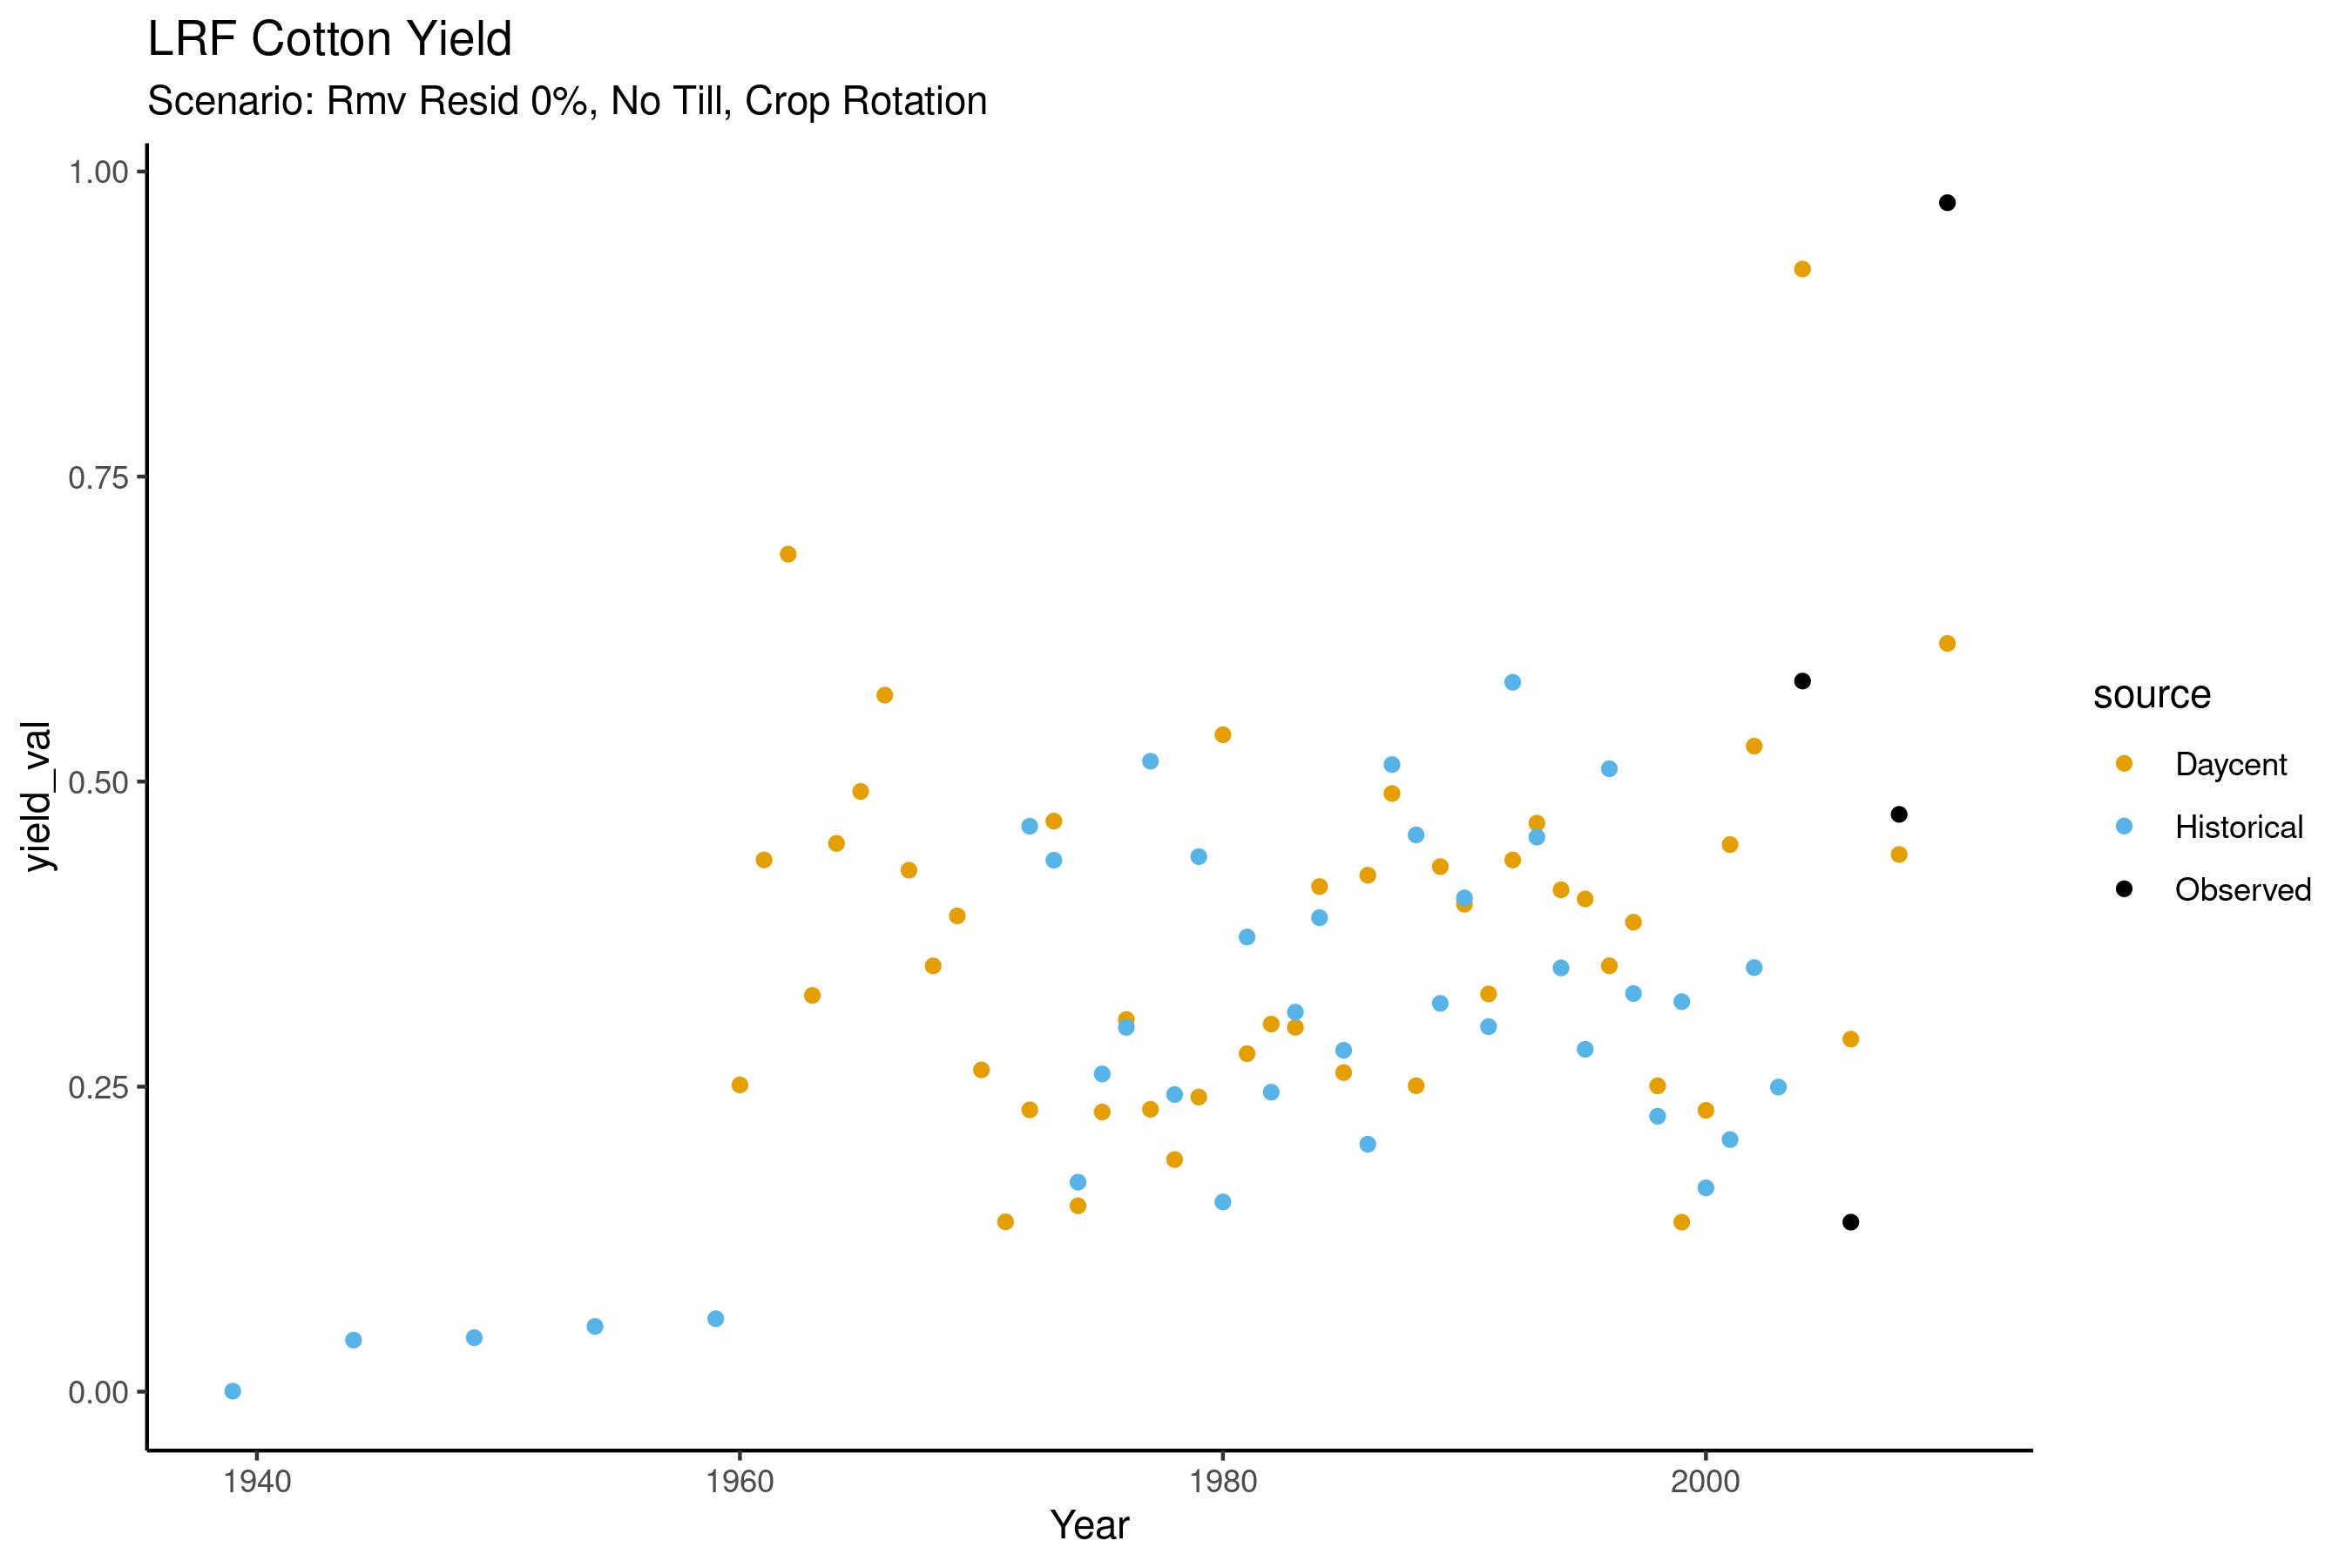 LRF Cotton Yield
Scenario: Rmv Resid 0%, No Till, Crop Rotation
1.00
0.75
0.50
0.25
0.00
yield_val
1940
1960
1980
2000
Year
source
Daycent
Historical
Observed